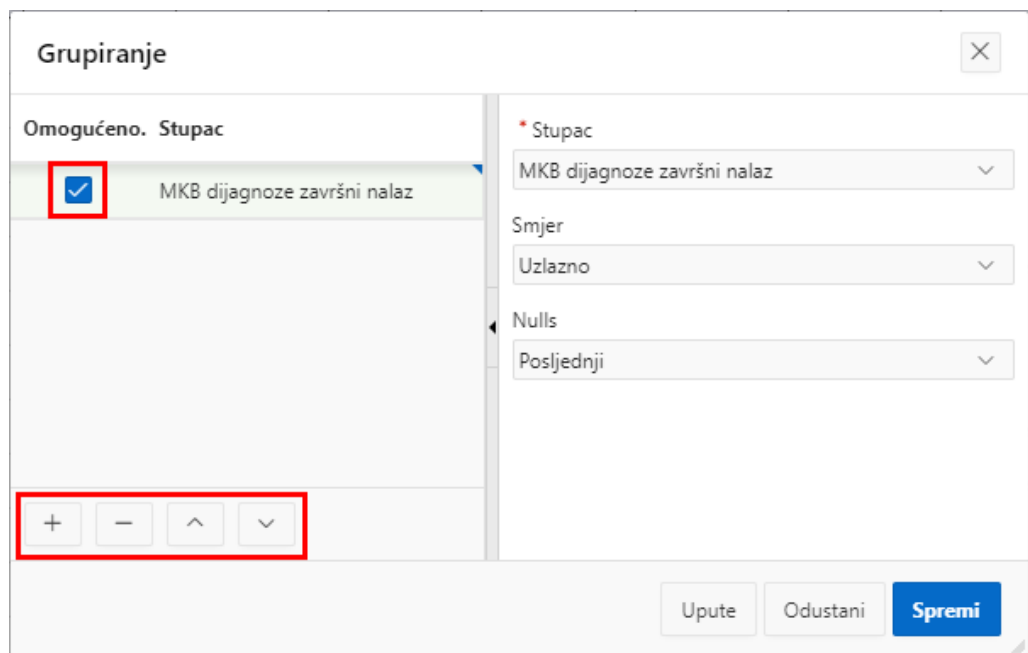 Grupiranje
Omogućeno. Stupac
MKB dijagnoze završni nalaz
* Stupac
MKB dijagnoze završni nalaz
Smjer
Uzlazno
Nulls
Posljednji
Upute Odustani Spremi